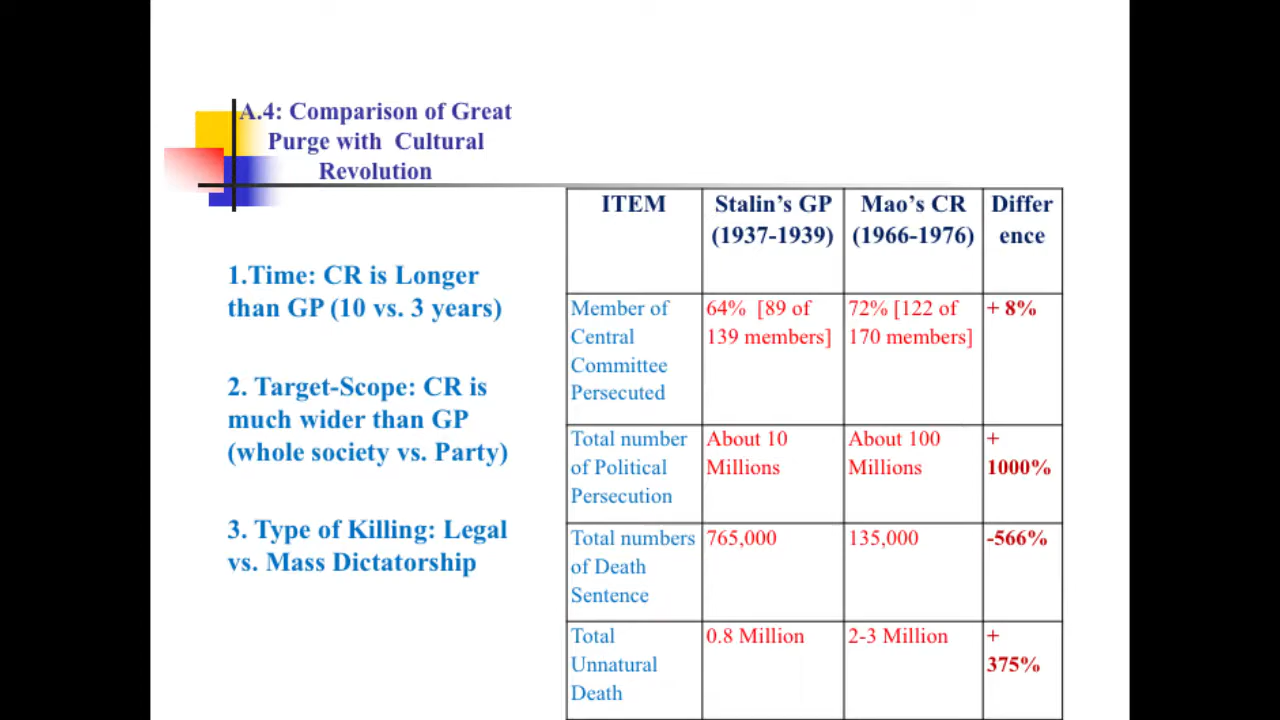 A.4: Comparison of Great
Purge with Cultural
Revolution
1.Time: CR is Longer
than GP (10 vs. 3 years)
2. Target-Scope: CR is
much wider than GP
(whole society vs. Party)
3. Type of Killing: Legal
vs. Mass Dictatorship
ITEM
Stalin's GP
(1937-1939)
Mao's CR
(1966-1976)
Differ
ence
Member of
Central
Committee
Persecuted
64% [89 of
139 members]
72% [122 of
170 members]
+ 8%
Total number
of Political
Persecution
About 10
Millions
About 100
Millions
+
1000%
Total numbers
of Death
Sentence
765,000
135,000
-566%
Total
Unnatural
Death
0.8 Million
2-3 Million
+
375%